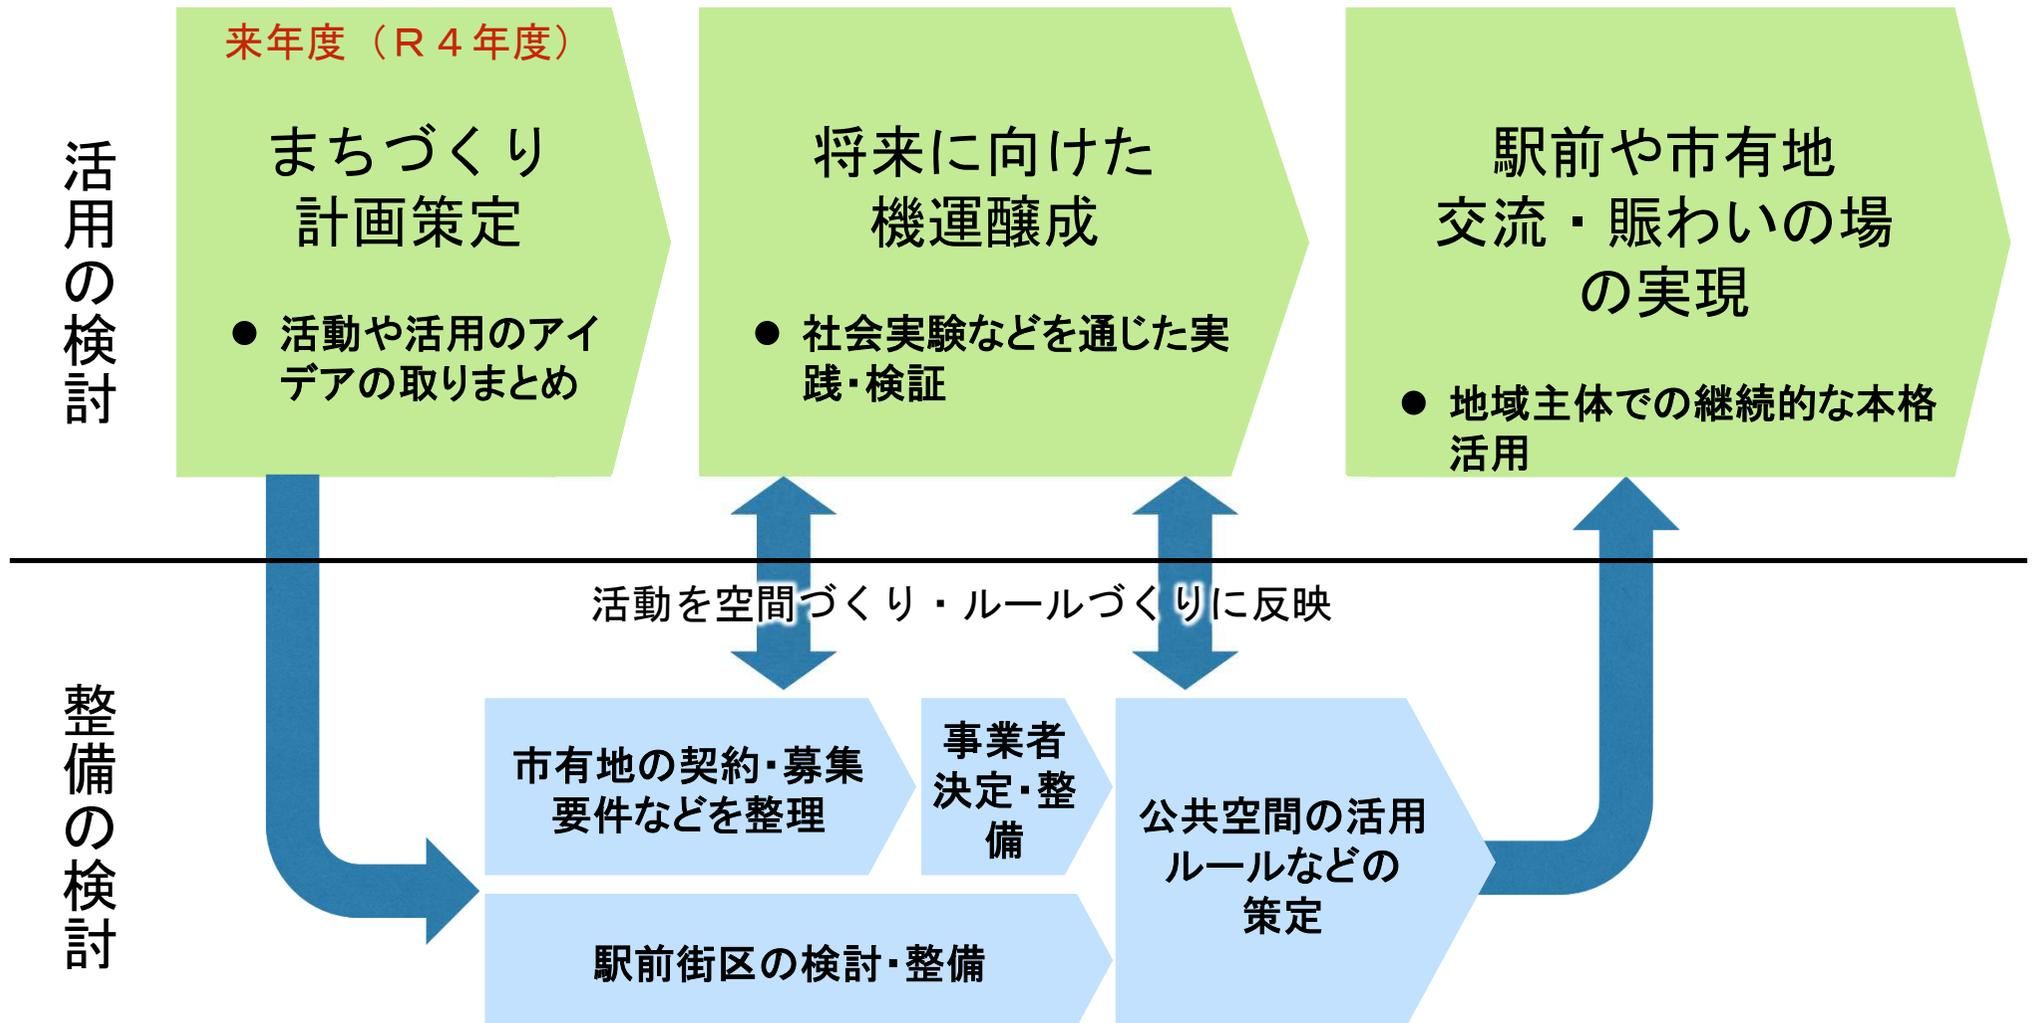 活用の検討
来年度（Ｒ４年度）
まちづくり
計画策定
● 活動や活用のアイ
デアの取りまとめ
将来に向けた
機運醸成
● 社会実験などを通じた実
践・検証
駅前や市有地
交流・賑わいの場
の実現
● 地域主体での継続的な本格
活用
活動を空間づくり・ルールづくりに反映
整備の検討
市有地の契約・募集
要件などを整理
事業者
決定・整
備
駅前街区の検討・整備
公共空間の活用
ルールなどの
策定